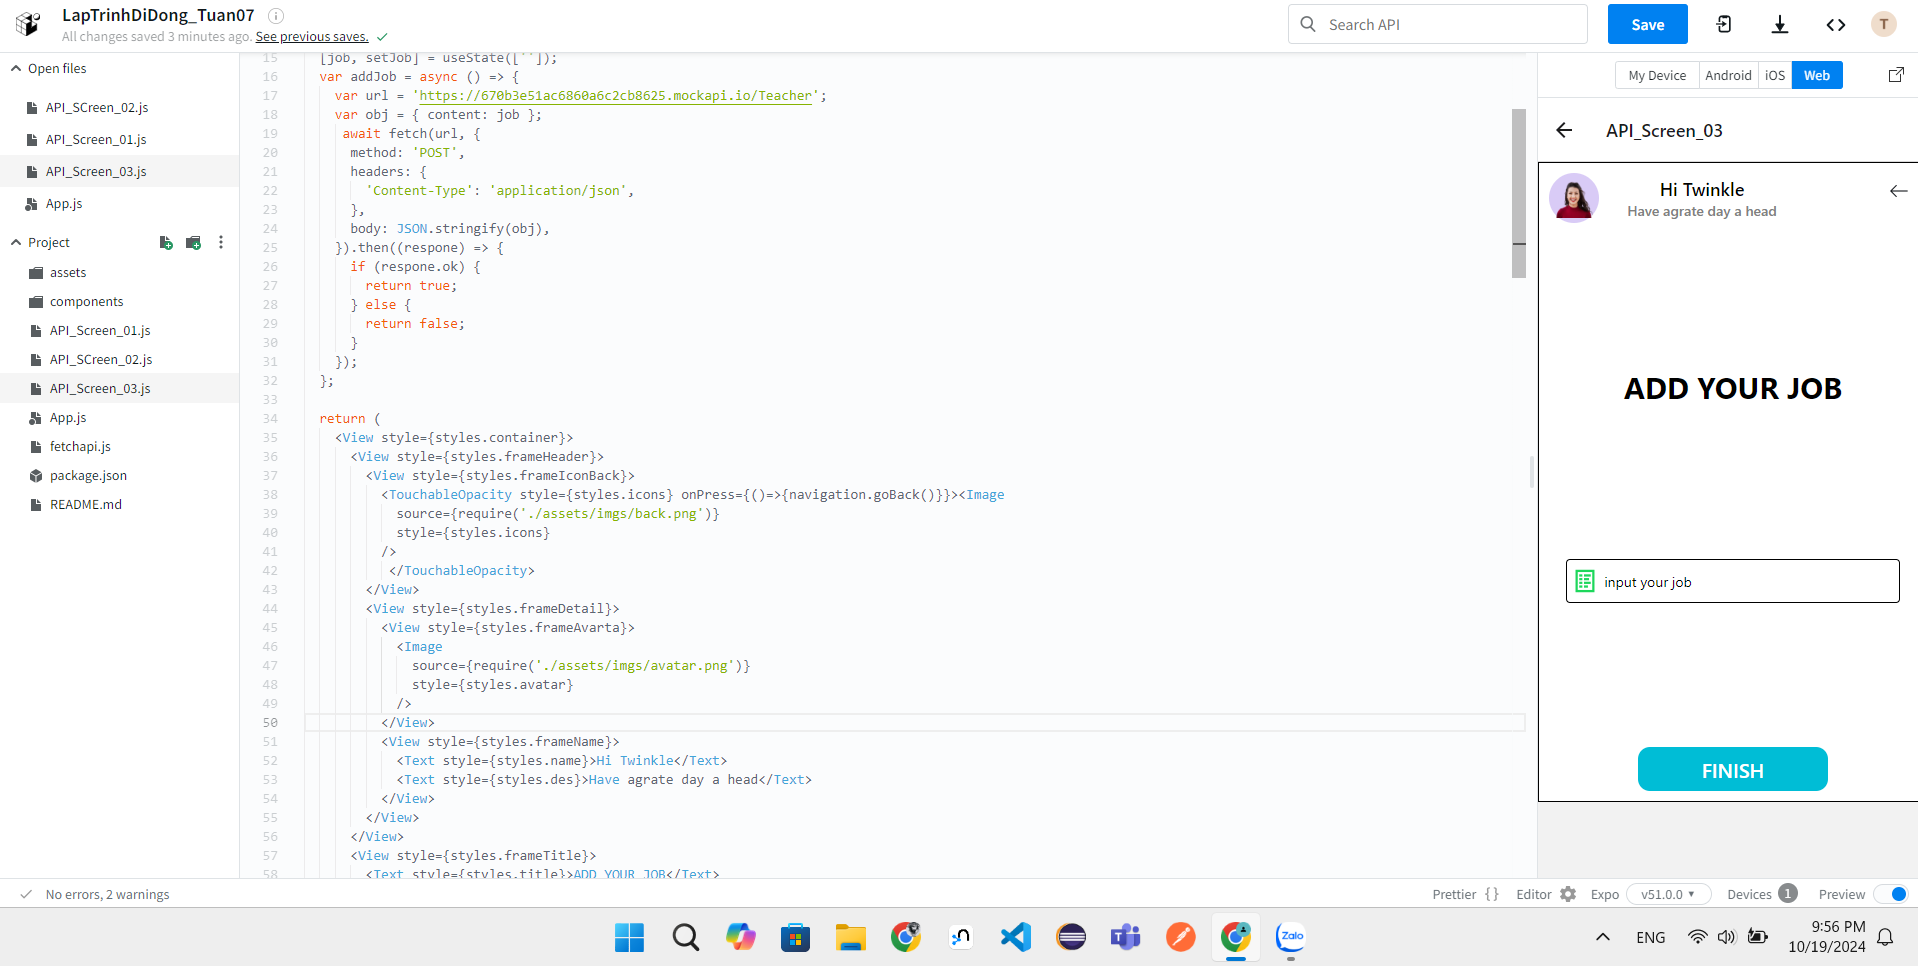 LapTrinhDiDong_Tuan07
All changes saved 3 minutes ago. See previous saves.
Search API
Save
T
Open files
API_SCreen_02.js
API_Screen_01.js
API_Screen_03.js
App.js
Project
assets
components
API_Screen_01.js
API_SCreen_02.js
API_Screen_03.js
App.js
fetchapi.js
package.json
README.md
15 [job, setJob] = useState(['']);
16 var addJob = async () => {
17 var url = 'https://670b3e51ac6860a6c2cb8625.mockapi.io/Teacher';
18 var obj = { content: job };
19 await fetch(url, {
20 method: 'POST',
21 headers: {
22 'Content-Type': 'application/json',
23 },
24 body: JSON.stringify(obj),
25 }).then((respone) => {
26 if (respone.ok) {
27 return true;
28 } else {
29 return false;
30 }
31 });
32 };
33
34 return (
35 <View style={styles.container}>
36 <View style={styles.frameHeader}>
37 <View style={styles.frameIconBack}>
38 <TouchableOpacity style={styles.icons} onPress={()=>{navigation.goBack()}}><Image
39 source={require('./assets/imgs/back.png')}
40 style={styles.icons}
41 />
42 </TouchableOpacity>
43 </View>
44 <View style={styles.frameDetail}>
45 <View style={styles.frameAvarta}>
46 <Image
47 source={require('./assets/imgs/avatar.png')}
48 style={styles.avatar}
49 />
50 </View>
51 <View style={styles.frameName}>
52 <Text style={styles.name}>Hi Twinkle</Text>
53 <Text style={styles.des}>Have agrate day a head</Text>
54 </View>
55 </View>
56 </View>
57 <View style={styles.frameTitle}>
58 <Text style={styles.title}>ADD YOUR JOB</Text>
My Device Android iOS Web
API_Screen_03
Hi Twinkle
Have agrate day a head
ADD YOUR JOB
input your job
FINISH
No errors, 2 warnings
Prettier {} Editor Expo v51.0.0 Devices 1 Preview
Zalo
ENG
9:56 PM
10/19/2024